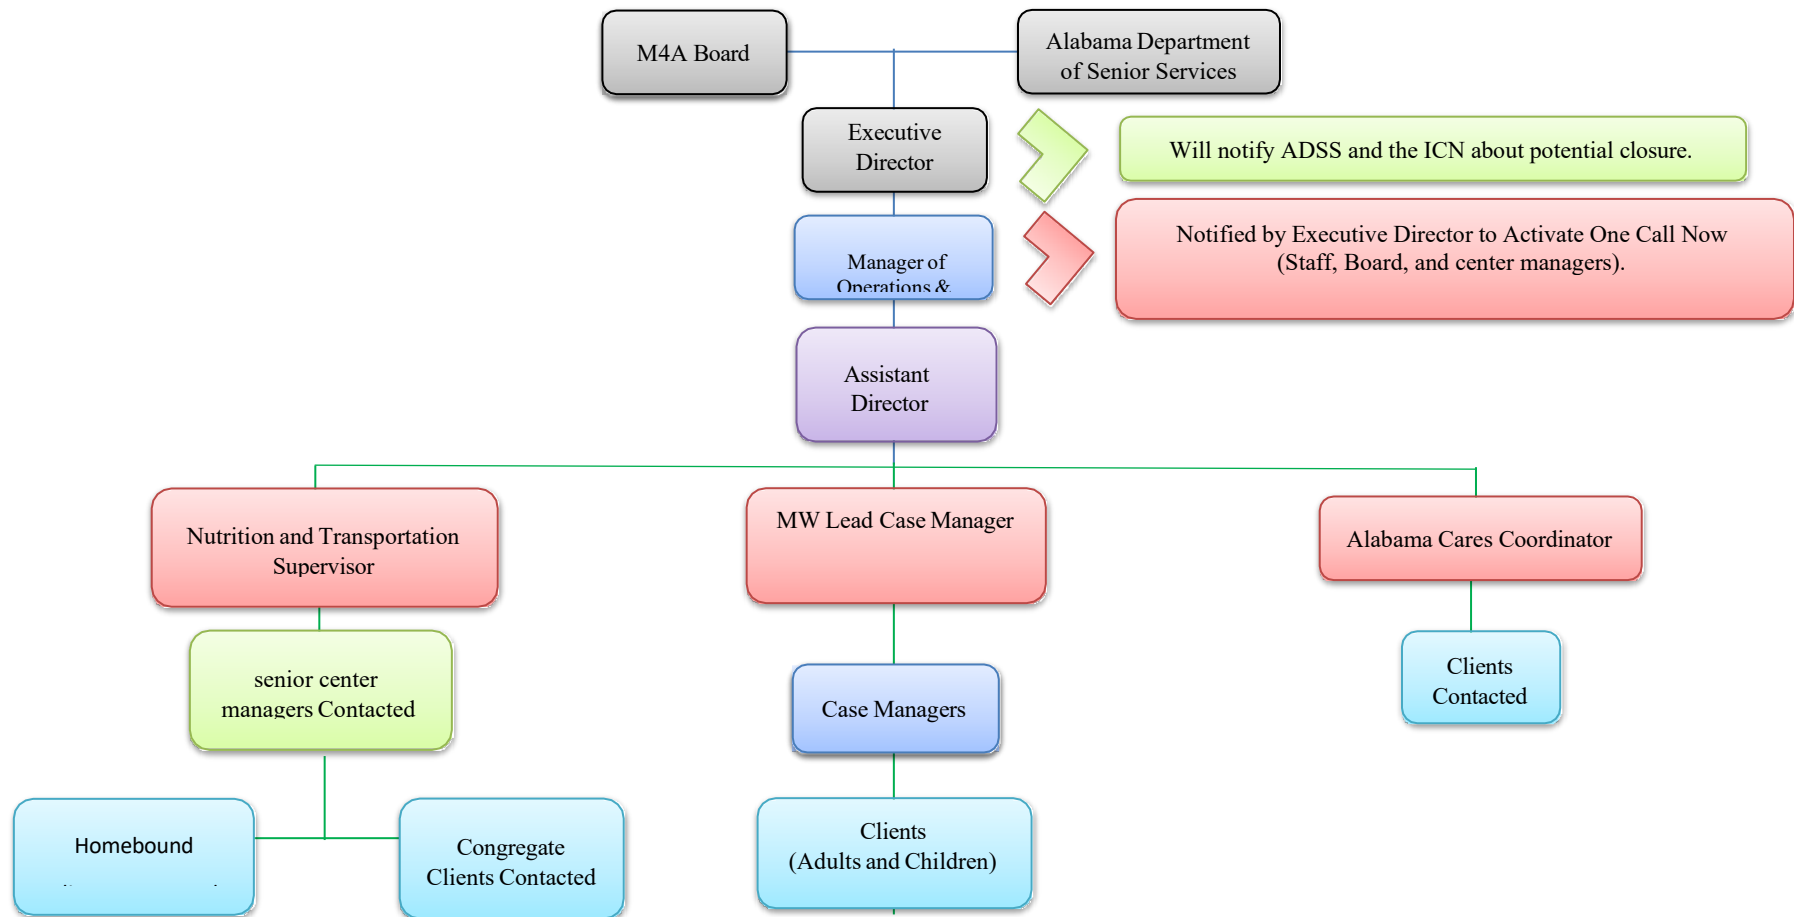 M4A Board
Alabama Department
of Senior Services
Executive
Director
Will notify ADSS and the ICN about potential closure.
Manager of
Operations &
Notified by Executive Director to Activate One Call Now
(Staff, Board, and center managers).
Assistant
Director
Nutrition and Transportation
Supervisor
MW Lead Case Manager
Alabama Cares Coordinator
senior center
managers Contacted
Case Managers
Clients
Contacted
Homebound
Congregate
Clients Contacted
Clients
(Adults and Children)